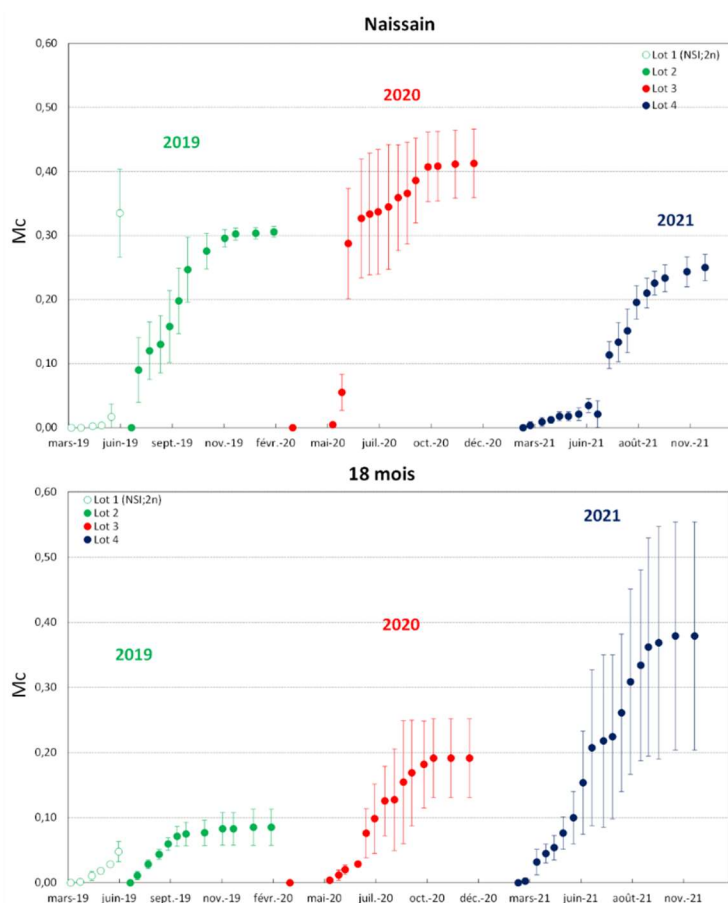 Naissain
0,60
0,50
0,40
0,30
0,20
0,10
0,00
Mc
Lot 1 (NSI;2n)
Lot 2
Lot 3
Lot 4
2019
2020
2021
mars-19 juin-19 sept.-19 nov.-19 févr.-20 mai-20 juil.-20 oct.-20 déc.-20 mars-21 juin-21 août-21 nov.-21
18 mois
0,60
0,50
0,40
0,30
0,20
0,10
0,00
Mc
Lot 1 (NSI;2n)
Lot 2
Lot 3
Lot 4
2019
2020
2021
mars-19 juin-19 sept.-19 nov.-19 févr.-20 mai-20 juil.-20 oct.-20 déc.-20 mars-21 juin-21 août-21 nov.-21